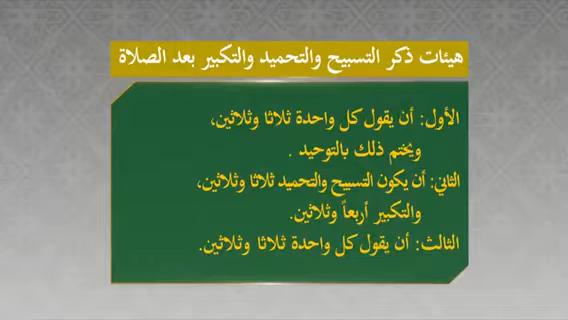 هيئات ذكر التسبيح والتحميد والتكبير بعد الصلاة
الأول: أن يقول كل واحدة ثلاثا وثلاثين،
ويختم ذلك بالتوحيد .
الثاني: أن يكون التسبيح والتحميد ثلاثا وثلاثين،
والتكبير أربعاً وثلاثين.
الثالث: أن يقول كل واحدة ثلاثا وثلاثين.